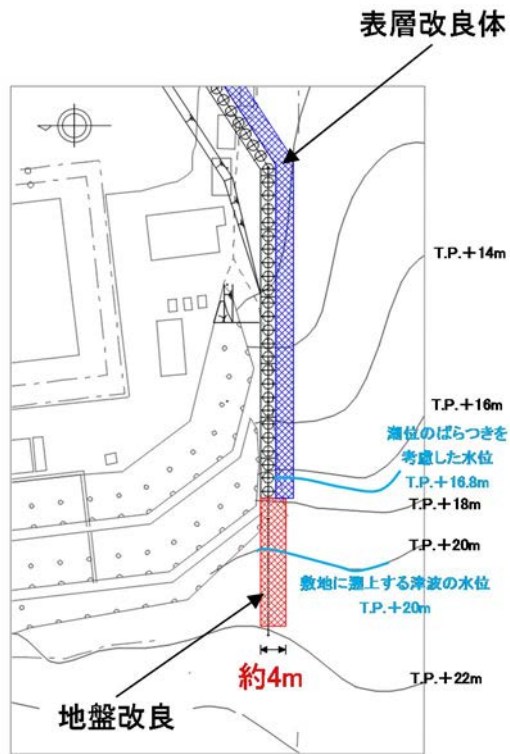 表層改良体
T.P.+14m
T.P.+16m
潮位のばらつきを
考慮した水位
T.P.+16.8m
T.P.+18m
T.P.+20m
敷地に遡上する津波の水位
T.P.+20m
約4m
T.P.+22m
地盤改良